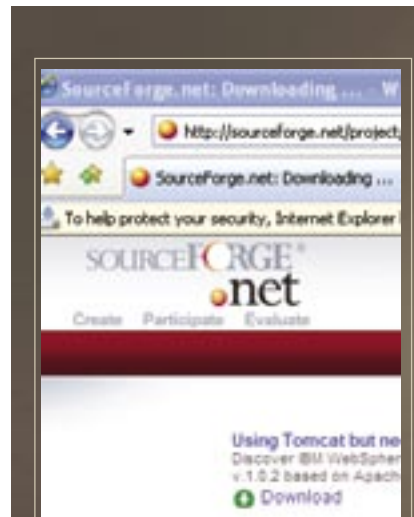 SourceForge.net: Downloading ... - W
http://sourceforge.net/project
SourceForge.net: Downloading ...
To help protect your security, Internet Explorer
SOURCEFORGE®
.net
Create Participate Evaluate
Using Tomcat but ne
Discover IBM WebSpher
v.1.0.2 based on Apach
Download